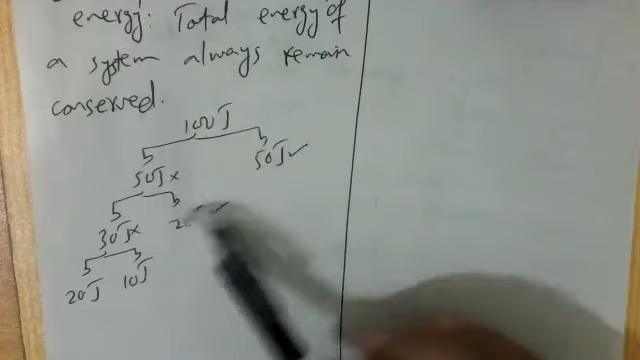 energy: Total energy of
a system always remain
conserved.
100J
50J× 50J✓
30J×
20J 10J